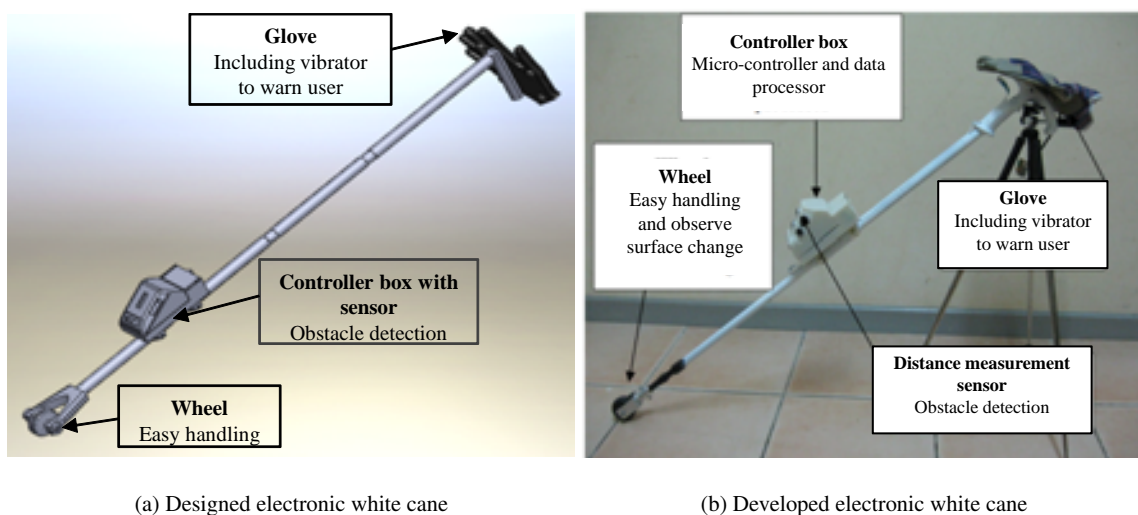 Glove
Including vibrator
to warn user
Controller box with
sensor
Obstacle detection
Wheel
Easy handling
(a) Designed electronic white cane
Controller box
Micro-controller and data
processor
Wheel
Easy handling
and observe
surface change
Glove
Including vibrator
to warn user
Distance measurement
sensor
Obstacle detection
(b) Developed electronic white cane